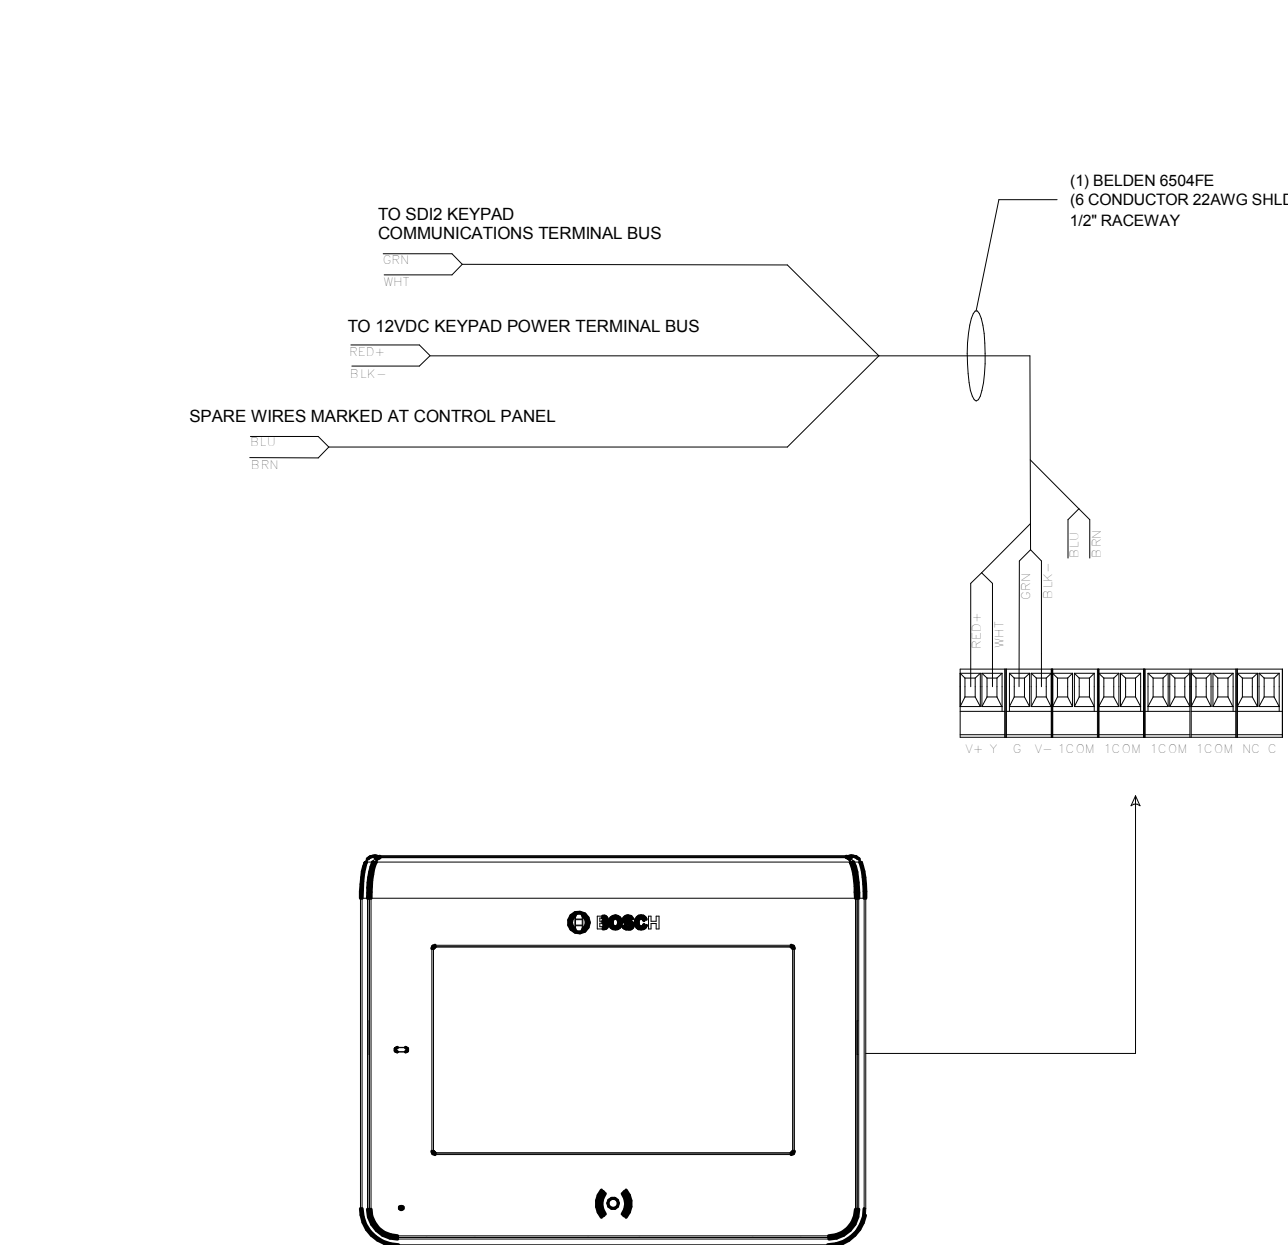 (1) BELDEN 6504FE
(6 CONDUCTOR 22AWG SHLD
1/2" RACEWAY
TO SDI2 KEYPAD
COMMUNICATIONS TERMINAL BUS
GRN
WHT
TO 12VDC KEYPAD POWER TERMINAL BUS
RED+
BLK-
SPARE WIRES MARKED AT CONTROL PANEL
BLU
BRN
BLU
BRN
GRN
BLK-
RED+
WHT
V+ Y G V- 1COM 1COM 1COM 1COM NC C
BOSCH